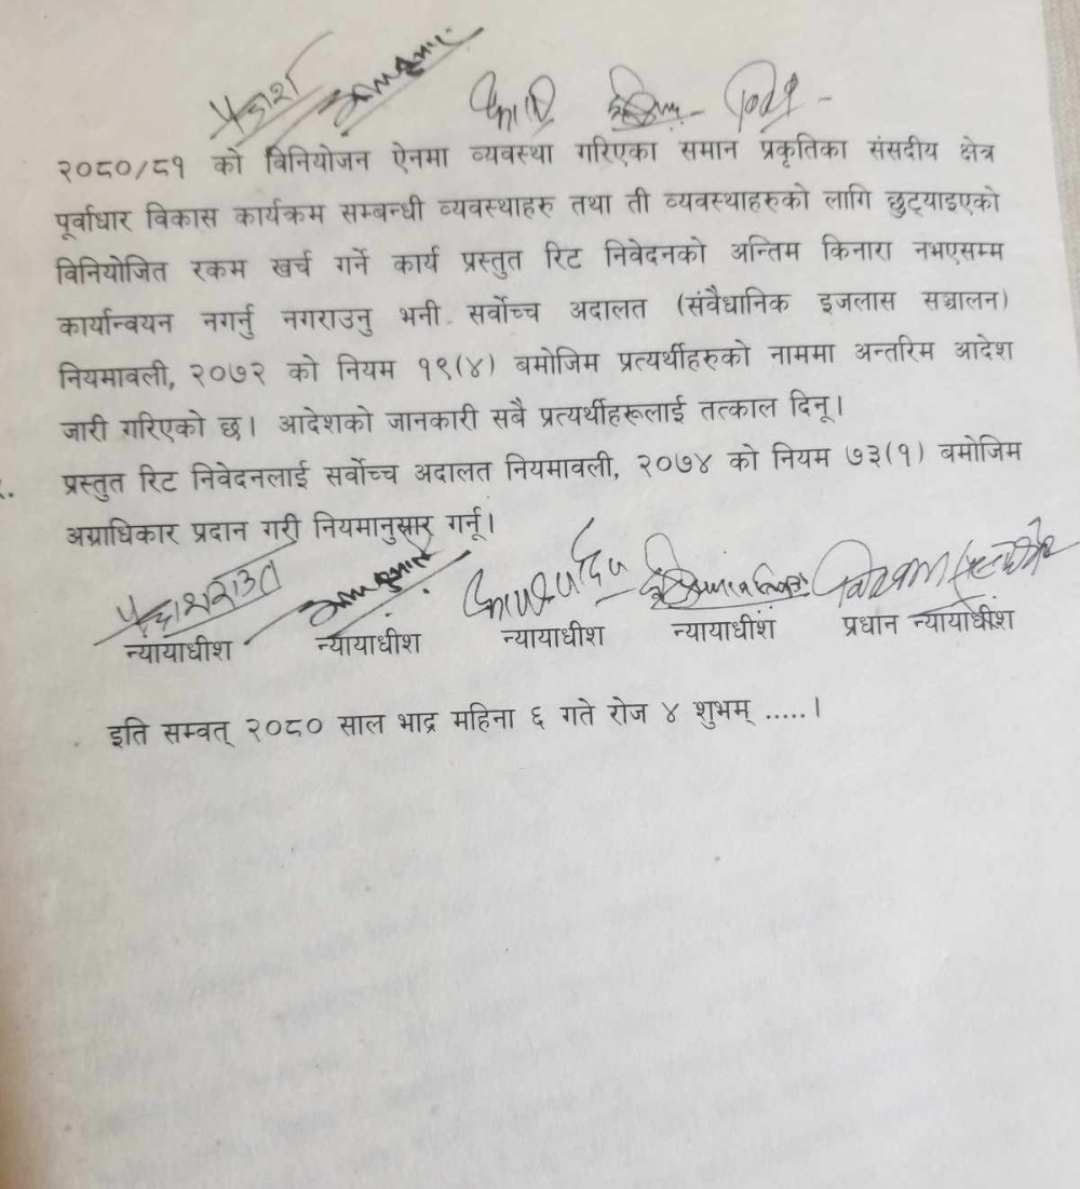 २०८०/८१ को विनियोजन ऐनमा व्यवस्था गरिएका समान प्रकृतिका संसदीय क्षेत्र
पूर्वाधार विकास कार्यक्रम सम्बन्धी व्यवस्थाहरु तथा ती व्यवस्थाहरुको लागि छुट्याइएको
विनियोजित रकम खर्च गर्ने कार्य प्रस्तुत रिट निवेदनको अन्तिम किनारा नभएसम्म
कार्यान्वयन नगर्नु नगराउनु भनी सर्वोच्च अदालत (संवैधानिक इजलास सञ्चालन)
नियमावली, २०७२ को नियम १९(४) बमोजिम प्रत्यर्थीहरुको नाममा अन्तरिम आदेश
जारी गरिएको छ। आदेशको जानकारी सबै प्रत्यर्थीहरूलाई तत्काल दिनू।
प्रस्तुत रिट निवेदनलाई सर्वोच्च अदालत नियमावली, २०७४ को नियम ७३(१) बमोजिम
अग्राधिकार प्रदान गरी नियमानुसार गर्नू।
न्यायाधीश न्यायाधीश न्यायाधीश न्यायाधीश प्रधान न्यायाधीश
इति सम्वत् २०८० साल भाद्र महिना ६ गते रोज ४ शुभम् .....।